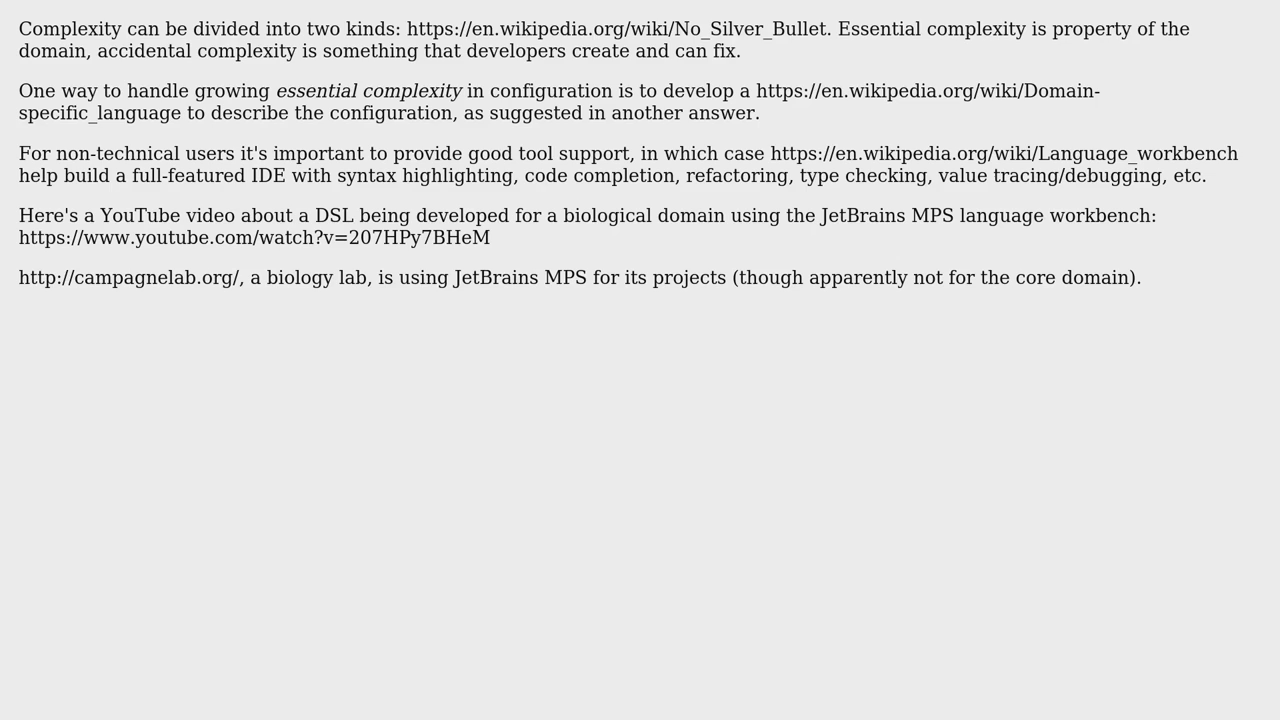 Complexity can be divided into two kinds: https://en.wikipedia.org/wiki/No_Silver_Bullet. Essential complexity is property of the
domain, accidental complexity is something that developers create and can fix.
One way to handle growing essential complexity in configuration is to develop a https://en.wikipedia.org/wiki/Domain-
specific_language to describe the configuration, as suggested in another answer.
For non-technical users it's important to provide good tool support, in which case https://en.wikipedia.org/wiki/Language_workbench
help build a full-featured IDE with syntax highlighting, code completion, refactoring, type checking, value tracing/debugging, etc.
Here's a YouTube video about a DSL being developed for a biological domain using the JetBrains MPS language workbench:
https://www.youtube.com/watch?v=207HPy7BHeM
http://campagnelab.org/, a biology lab, is using JetBrains MPS for its projects (though apparently not for the core domain).